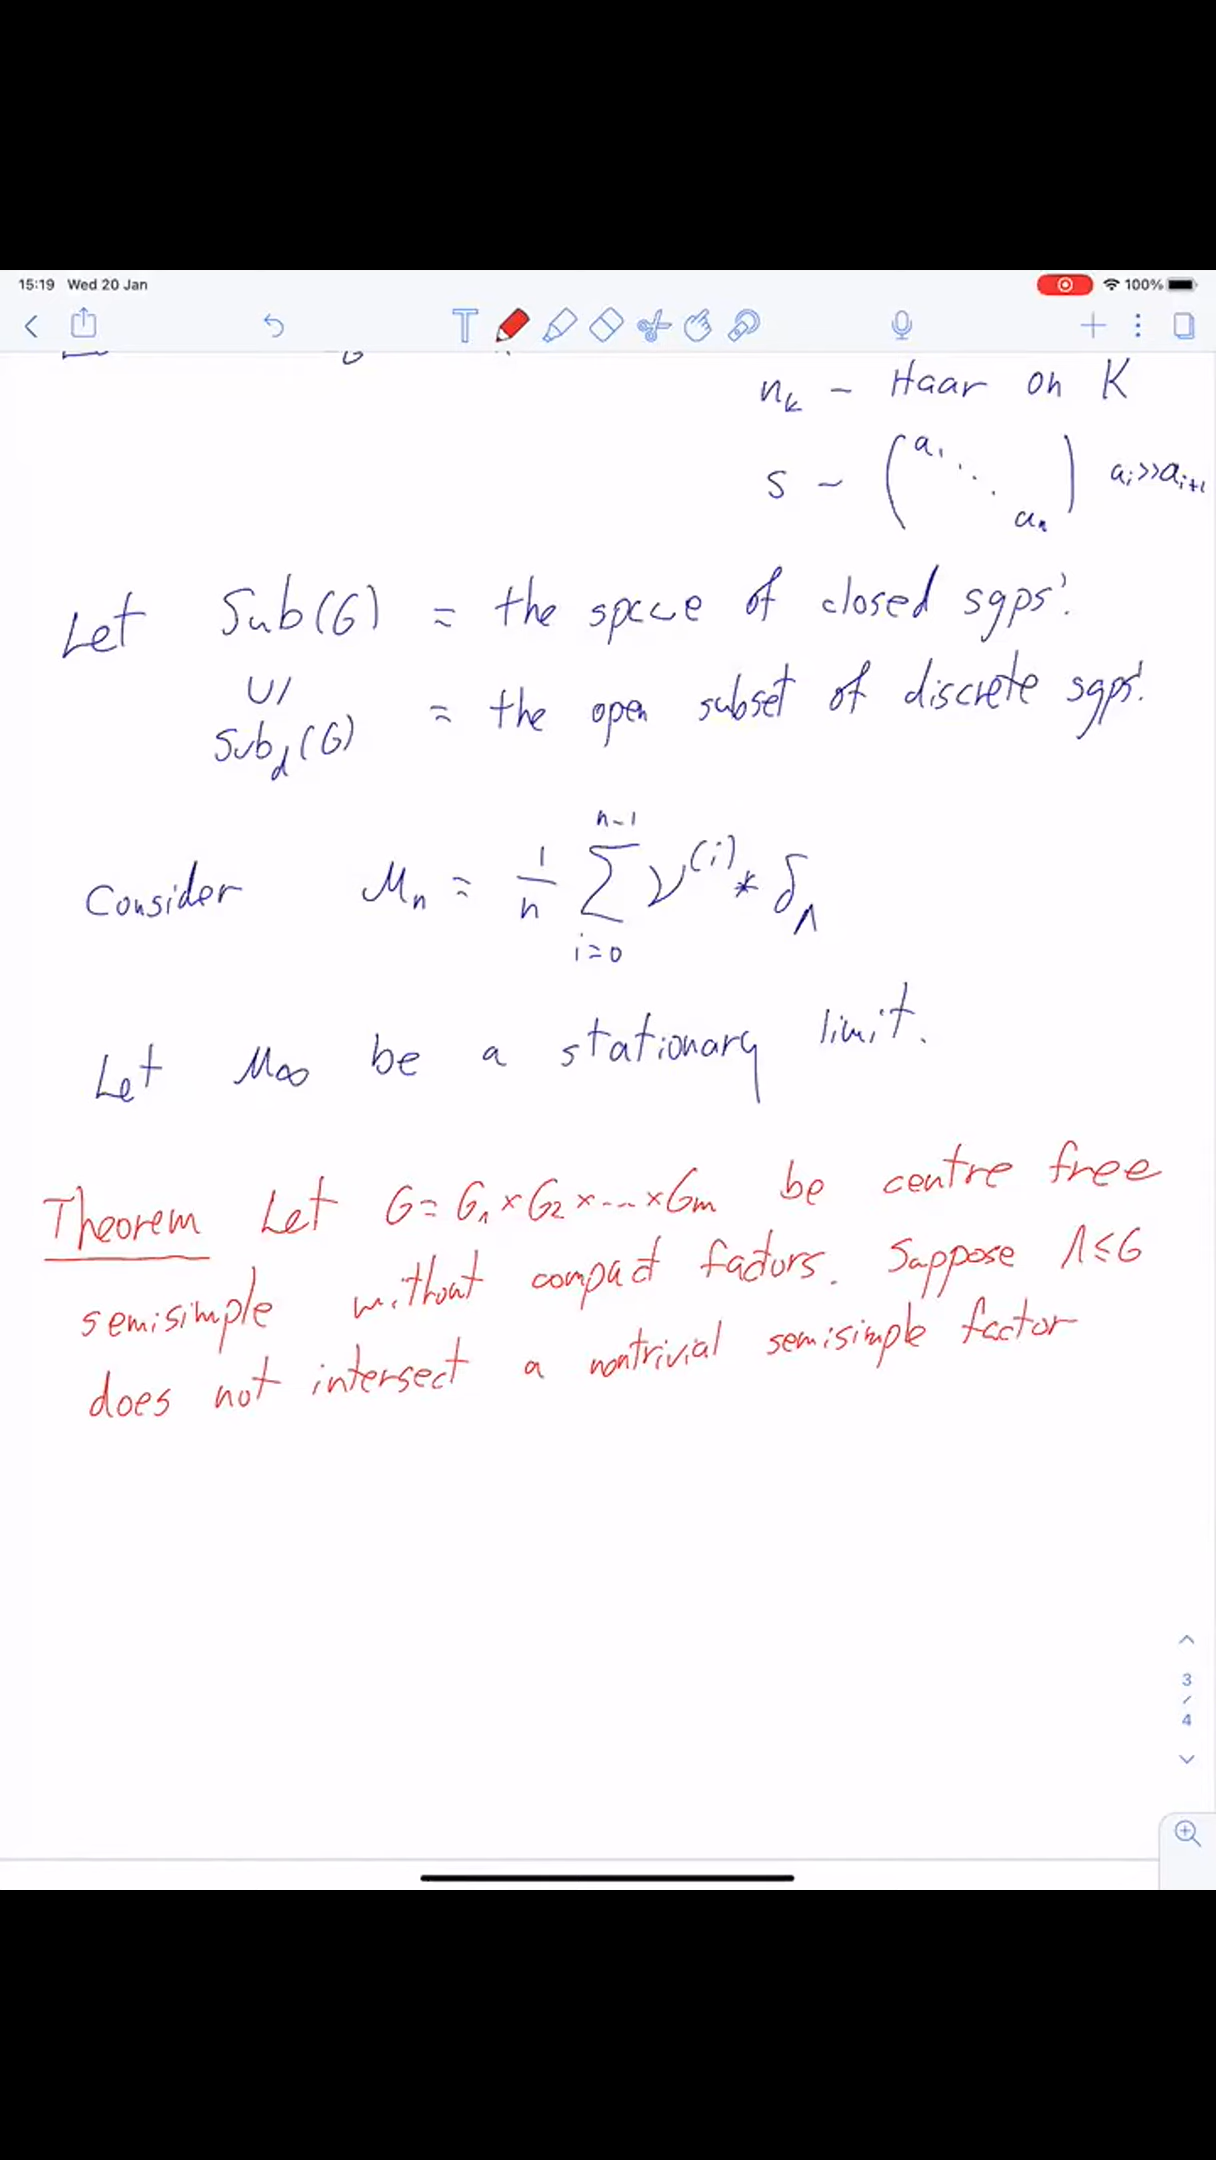 15:19 Wed 20 Jan 100%
n_k – Haar on K
s ~ (a_1 ⋱ a_n) a_i>>a_{i+1}
Let Sub(G) = the space of closed sgps'.
∪|
Sub_d(G) = the open subset of discrete sgps'.
Consider μ_n = 1/n ∑_{i=0}^{n-1} ν^{(i)} * δ_Λ
Let μ_∞ be a stationary limit.
Theorem Let G = G_1 × G_2 × ... × G_m be centre free
semisimple without compact factors. Suppose Λ ≤ G
does not intersect a nontrivial semisimple factor
3
/
4